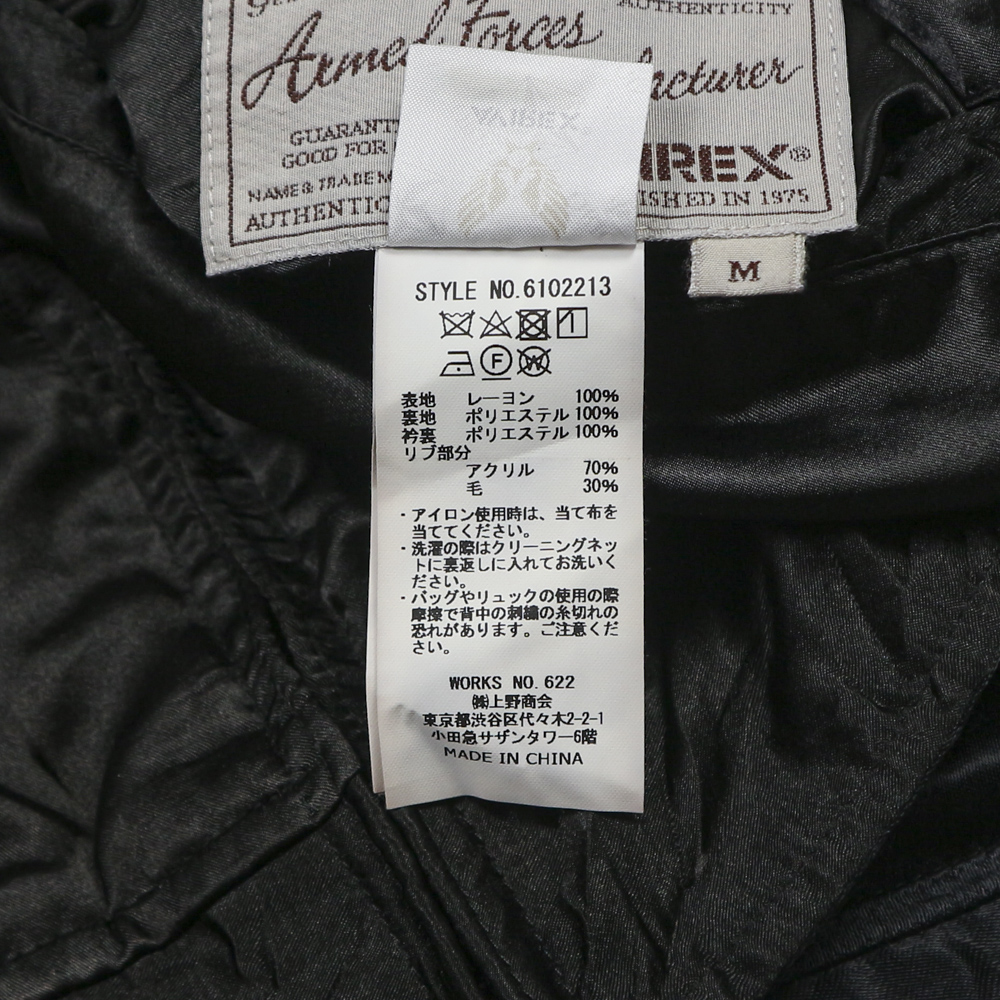 AUTHENTICITY
Armed Forces
acturer
GUARANT
GOOD FOR
IREX®
NAME & TRADEM
AUTHENTIC
ISHED IN 1975
AVIREX
M
STYLE NO.6102213
F
W
表地 レーヨン 100%
裏地 ポリエステル 100%
衿裏 ポリエステル 100%
リブ部分
アクリル 70%
毛 30%
・アイロン使用時は、当て布を
当ててください。
・洗濯の際はクリーニングネッ
トに裏返しに入れてお洗いく
ださい。
・バッグやリュックの使用の際
摩擦で背中の刺繍の糸切れの
恐れがあります。ご注意くだ
さい。
WORKS NO.622
㈱上野商会
東京都渋谷区代々木2-2-1
小田急サザンタワー6階
MADE IN CHINA